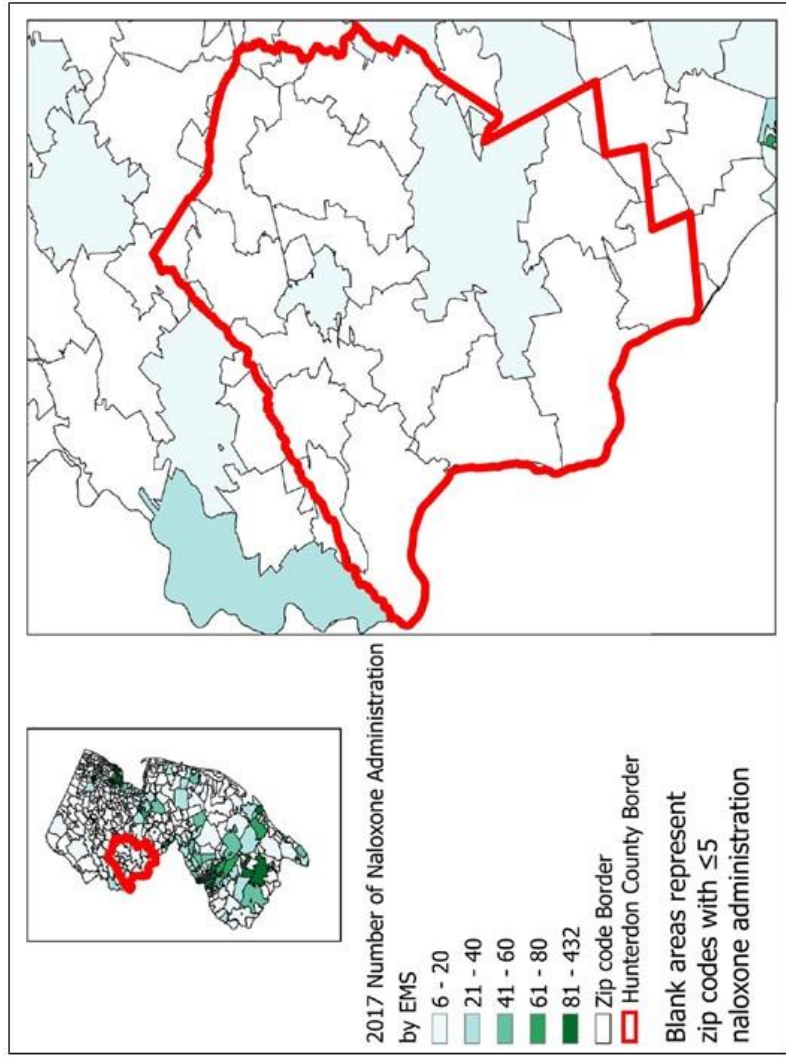 2017 Number of Naloxone Administration
by EMS
6 - 20
21 - 40
41 - 60
61 - 80
81 - 432
Zip code Border
Hunterdon County Border
Blank areas represent
zip codes with ≤5
naloxone administration